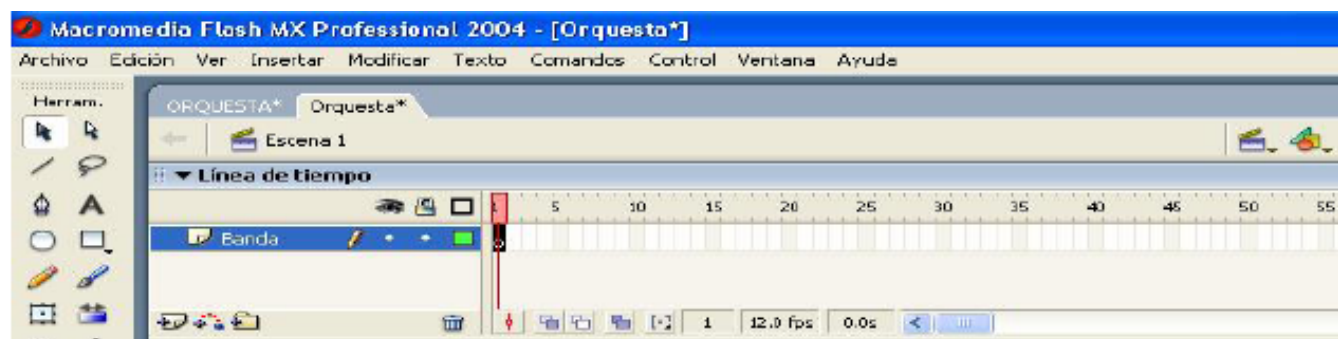 Macromedia Flash MX Professional 2004 - [Orquesta*]
Archivo Edición Ver Insertar Modificar Texto Comandos Control Ventana Ayuda
Herram.
ORQUESTA* Orquesta*
Escena 1
Línea de tiempo
1 5 10 15 20 25 30 35 40 45 50 55
Banda
1 12.0 fps 0.0s